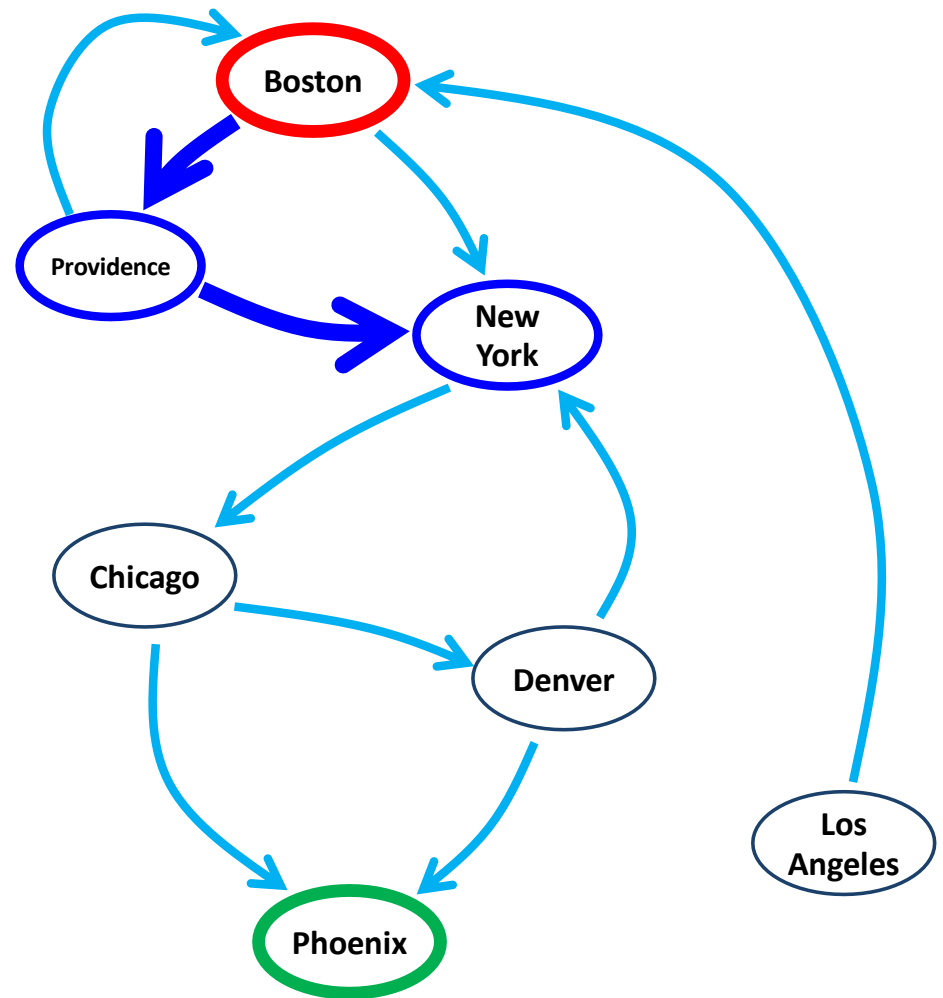 Boston
Providence
New
York
Chicago
Denver
Los
Angeles
Phoenix